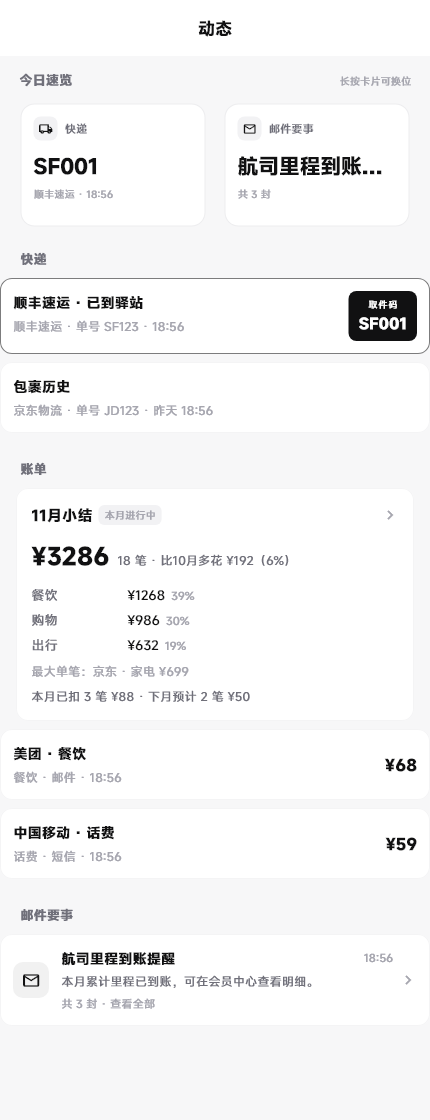 动态
今日速览
长按卡片可换位
快递
SF001
顺丰速运 · 18:56
邮件要事
航司里程到账...
共 3 封
快递
顺丰速运 · 已到驿站
顺丰速运 · 单号 SF123 · 18:56
取件码
SF001
包裹历史
京东物流 · 单号 JD123 · 昨天 18:56
账单
11月小结 本月进行中
¥3286 18 笔 · 比10月多花 ¥192（6%）
餐饮 ¥1268 39%
购物 ¥986 30%
出行 ¥632 19%
最大单笔：京东 · 家电 ¥699
本月已扣 3 笔 ¥88 · 下月预计 2 笔 ¥50
美团 · 餐饮
餐饮 · 邮件 · 18:56
¥68
中国移动 · 话费
话费 · 短信 · 18:56
¥59
邮件要事
航司里程到账提醒 18:56
本月累计里程已到账，可在会员中心查看明细。
共 3 封 · 查看全部